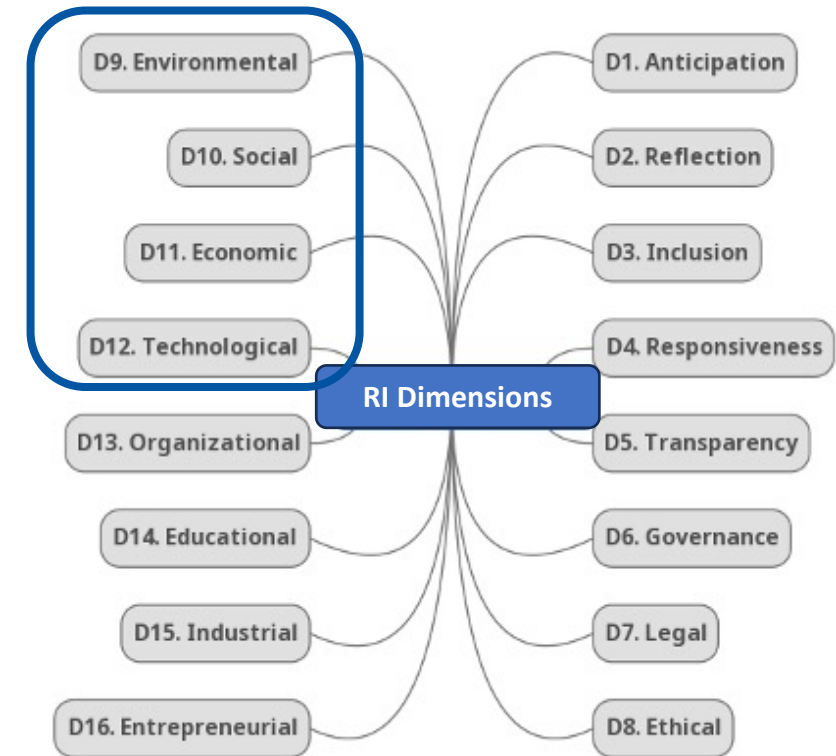 D9. Environmental
D10. Social
D11. Economic
D12. Technological
D13. Organizational
D14. Educational
D15. Industrial
D16. Entrepreneurial
RI Dimensions
D1. Anticipation
D2. Reflection
D3. Inclusion
D4. Responsiveness
D5. Transparency
D6. Governance
D7. Legal
D8. Ethical